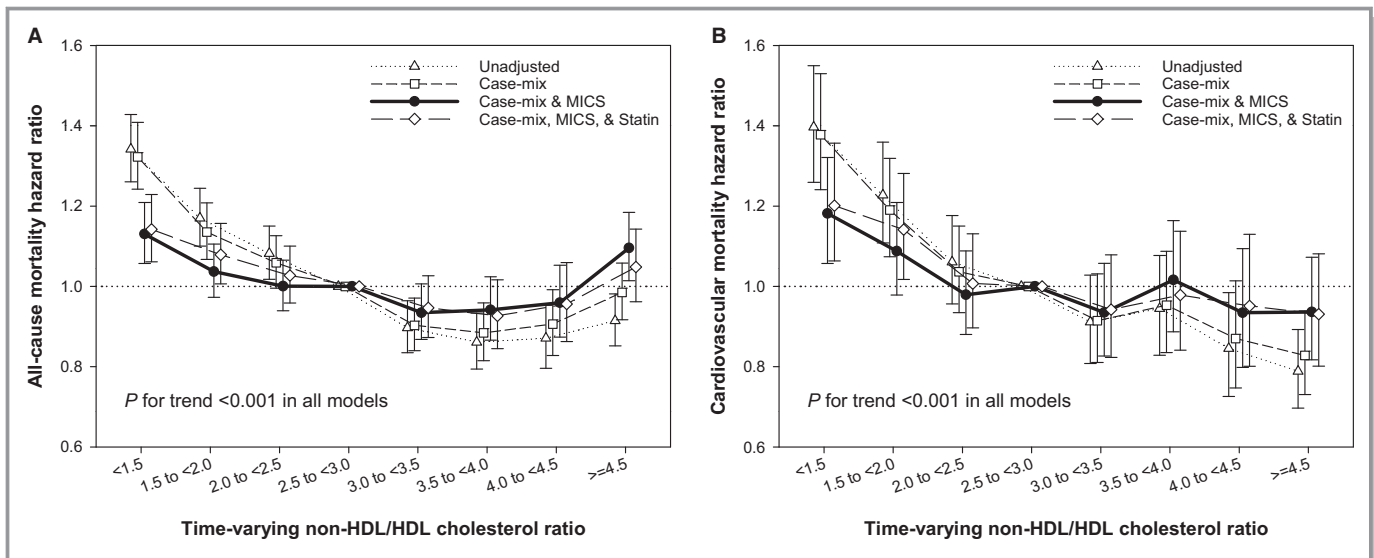 A
All-cause mortality hazard ratio
1.6
1.4
1.2
1.0
0.8
0.6
Unadjusted
Case-mix
Case-mix & MICS
Case-mix, MICS, & Statin
P for trend <0.001 in all models
<1.5
1.5 to <2.0
2.0 to <2.5
2.5 to <3.0
3.0 to <3.5
3.5 to <4.0
4.0 to <4.5
>=4.5
Time-varying non-HDL/HDL cholesterol ratio
B
Cardiovascular mortality hazard ratio
1.6
1.4
1.2
1.0
0.8
0.6
Unadjusted
Case-mix
Case-mix & MICS
Case-mix, MICS, & Statin
P for trend <0.001 in all models
<1.5
1.5 to <2.0
2.0 to <2.5
2.5 to <3.0
3.0 to <3.5
3.5 to <4.0
4.0 to <4.5
>=4.5
Time-varying non-HDL/HDL cholesterol ratio